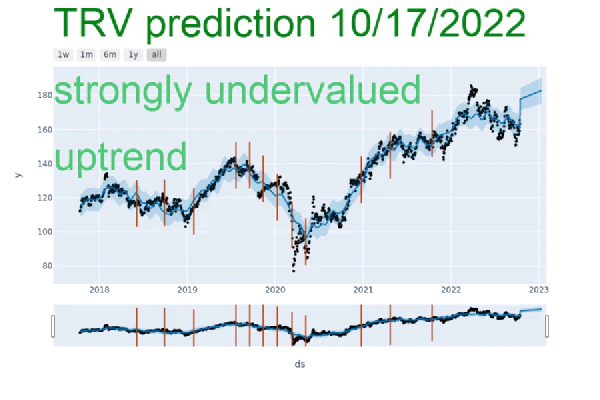 TRV prediction 10/17/2022
1w 1m 6m 1y all
strongly undervalued
uptrend
180
160
140
120
100
80
y
2018 2019 2020 2021 2022 2023
ds